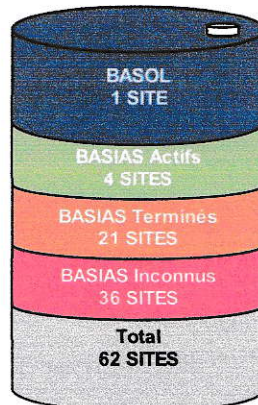 BASOL
1 SITE
BASIAS Actifs
4 SITES
BASIAS Terminés
21 SITES
BASIAS Inconnus
36 SITES
Total
62 SITES